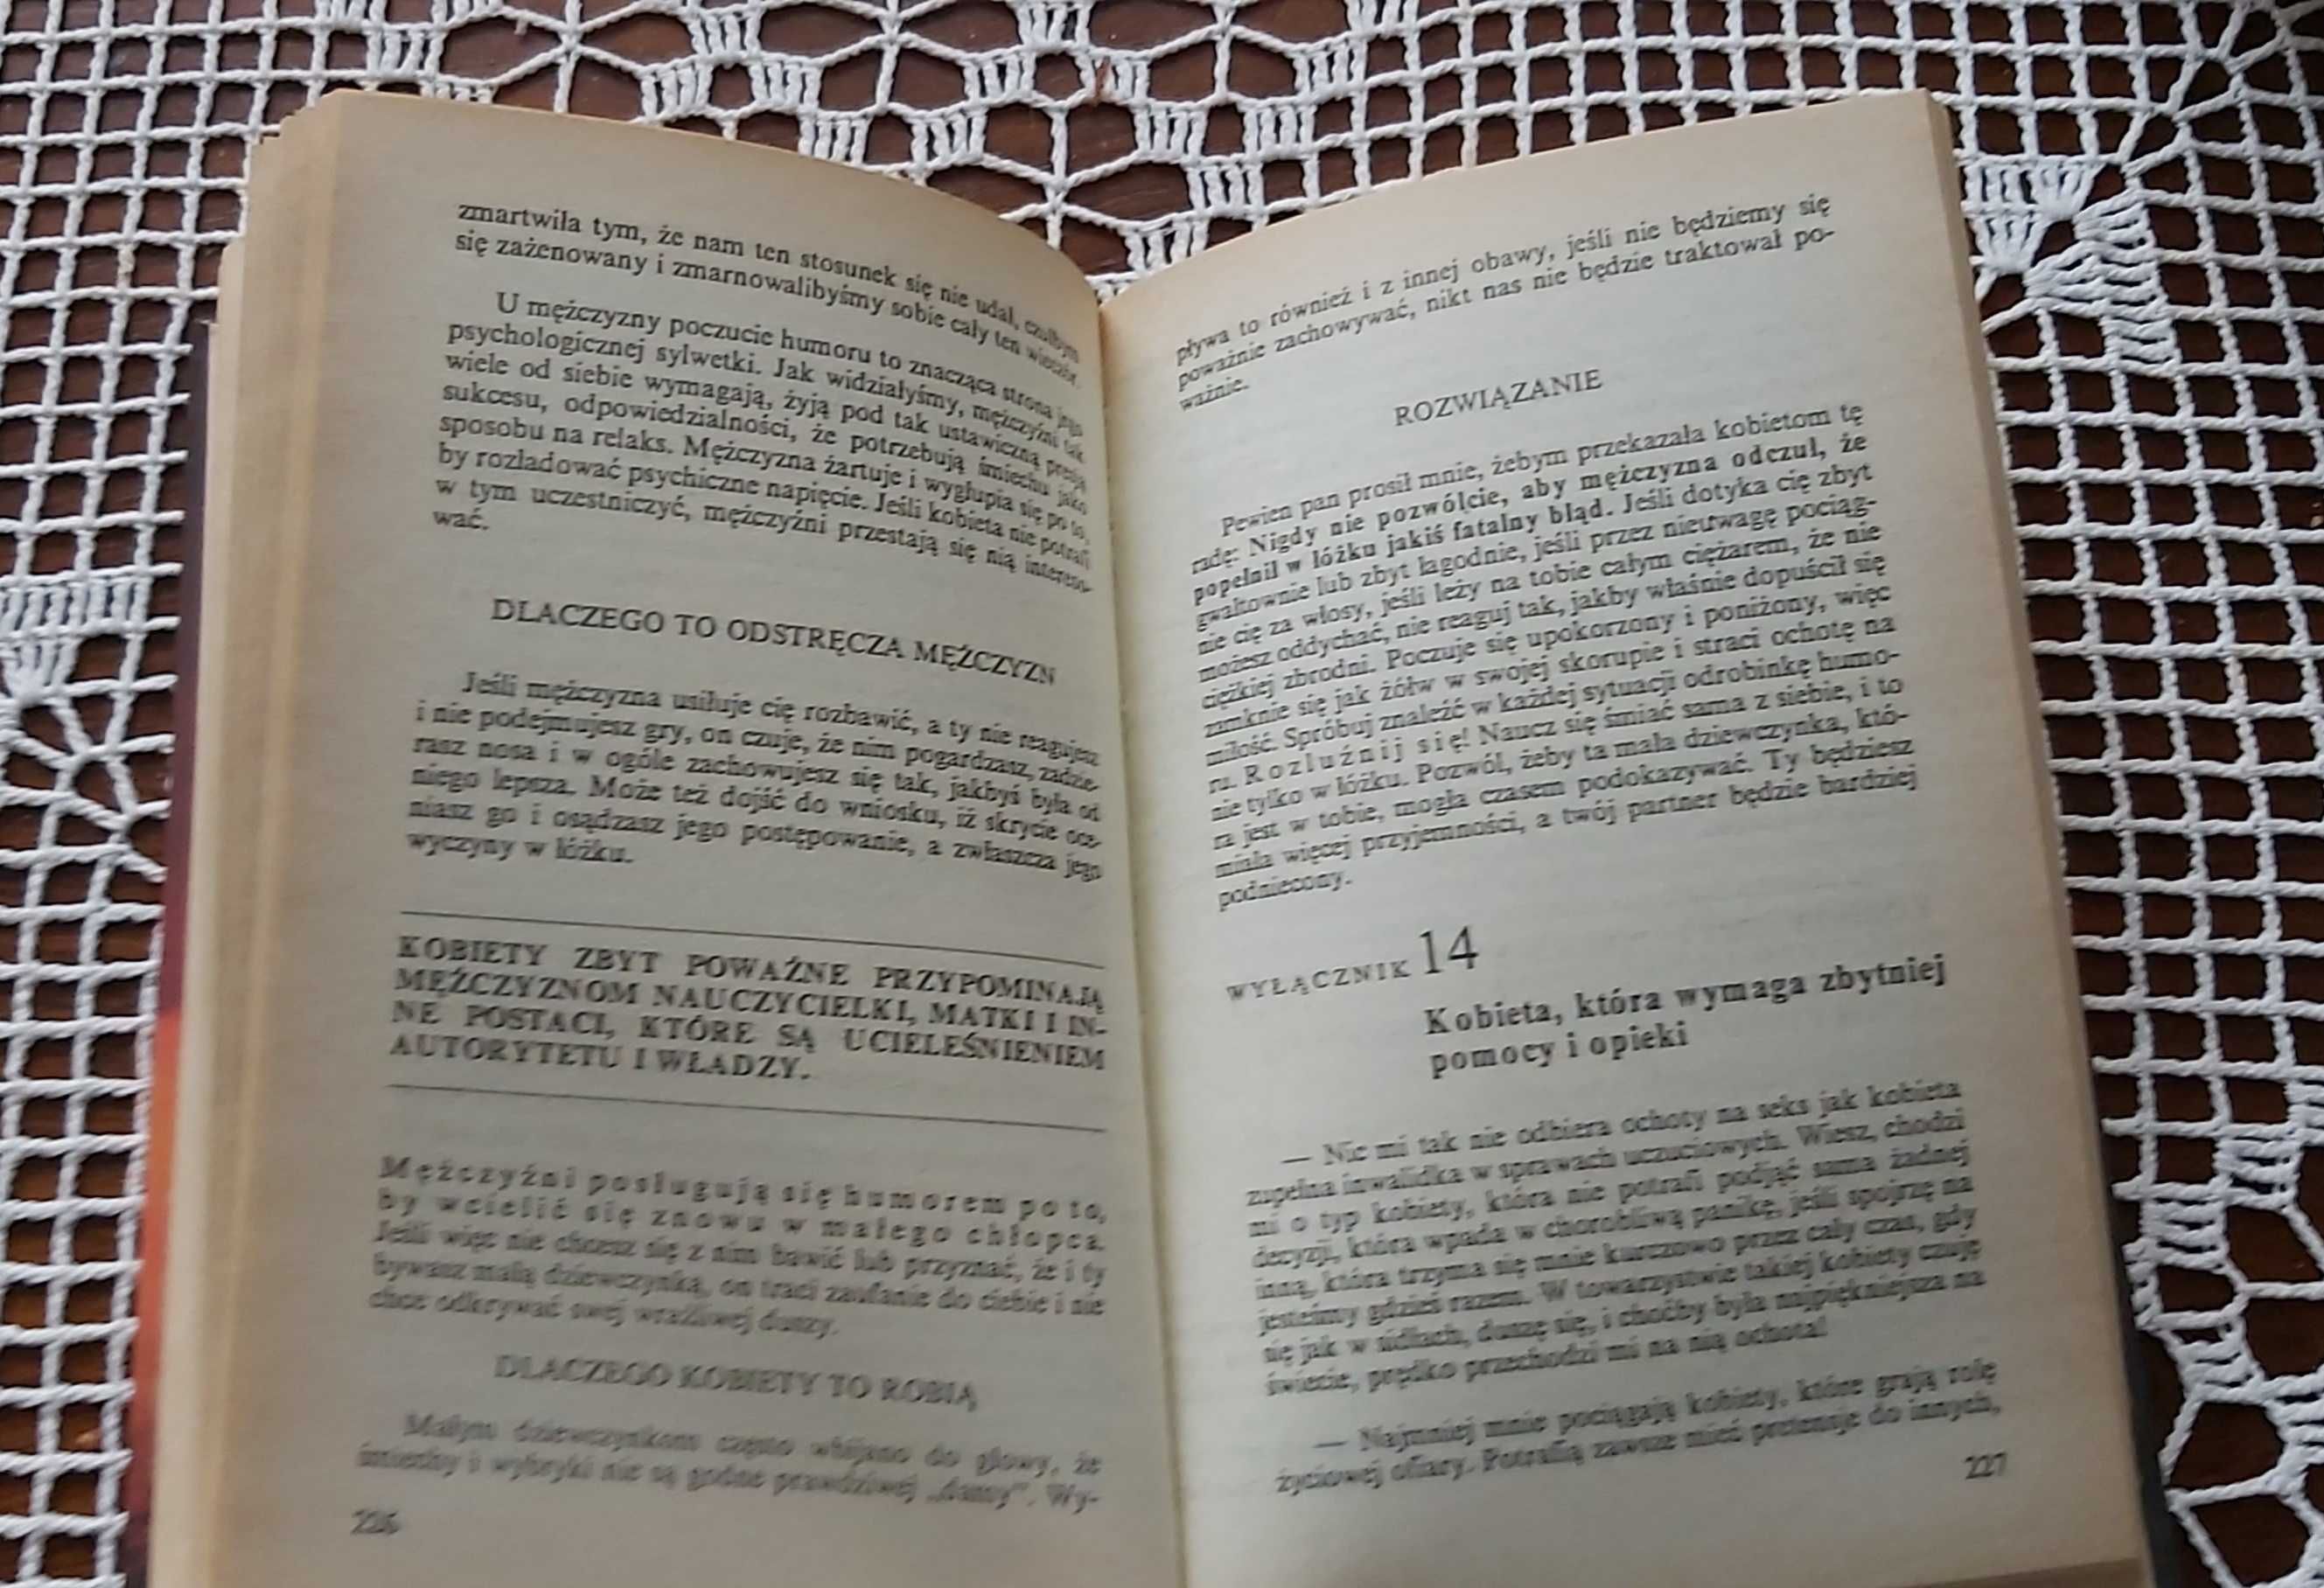 zmartwiła tym, że nam ten stosunek się nie udał, czułbym
się zażenowany i zmarnowalibyśmy sobie cały ten wieczór.
U mężczyzny poczucie humoru to znacząca strona jego
psychologicznej sylwetki. Jak widziałyśmy, mężczyźni tak
wiele od siebie wymagają, żyją pod tak ustawiczną presją
sukcesu, odpowiedzialności, że potrzebują śmiechu jako
sposobu na relaks. Mężczyzna żartuje i wygłupia się po to,
by rozładować psychiczne napięcie. Jeśli kobieta nie potrafi
w tym uczestniczyć, mężczyźni przestają się nią intereso-
wać.
DLACZEGO TO ODSTRĘCZA MĘŻCZYZN
Jeśli mężczyzna usiłuje cię rozbawić, a ty nie reagujesz
i nie podejmujesz gry, on czuje, że nim pogardzasz, zadzie-
rasz nosa i w ogóle zachowujesz się tak, jakbyś była od
niego lepsza. Może też dojść do wniosku, iż skrycie oce-
niasz go i osądzasz jego postępowanie, a zwłaszcza jego
wyczyny w łóżku.
KOBIETY ZBYT POWAŻNE PRZYPOMINAJĄ
MĘŻCZYZNOM NAUCZYCIELKI, MATKI I IN-
NE POSTACI, KTÓRE SĄ UCIELEŚNIENIEM
AUTORYTETU I WŁADZY.
Mężczyźni posługują się humorem po to,
by wcielić się znowu w małego chłopca.
Jeśli więc nie chcesz się z nim bawić lub przyznać, że i ty
bywasz małą dziewczynką, on traci zaufanie do ciebie i nie
chce odkrywać swej wrażliwej duszy.
DLACZEGO KOBIETY TO ROBIĄ
Małym dziewczynkom często wbijano do głowy, że
śmiechy i wybryki nie są godne prawdziwej „damy”. Wy-
226
pływa to również i z innej obawy, jeśli nie będziemy się
poważnie zachowywać, nikt nas nie będzie traktował po-
ważnie.
ROZWIĄZANIE
Pewien pan prosił mnie, żebym przekazała kobietom tę
radę: Nigdy nie pozwólcie, aby mężczyzna odczuł, że
popełnił w łóżku jakiś fatalny błąd. Jeśli dotyka cię zbyt
gwałtownie lub zbyt łagodnie, jeśli przez nieuwagę pociąg-
nie cię za włosy, jeśli leży na tobie całym ciężarem, że nie
możesz oddychać, nie reaguj tak, jakby właśnie dopuścił się
ciężkiej zbrodni. Poczuje się upokorzony i poniżony, więc
zamknie się jak żółw w swojej skorupie i straci ochotę na
miłość. Spróbuj znaleźć w każdej sytuacji odrobinkę humo-
ru. Rozluźnij się! Naucz się śmiać sama z siebie, i to
nie tylko w łóżku. Pozwól, żeby ta mała dziewczynka, któ-
ra jest w tobie, mogła czasem podokazywać. Ty będziesz
miała więcej przyjemności, a twój partner będzie bardziej
podniecony.
WYŁĄCZNIK 14
Kobieta, która wymaga zbytniej
pomocy i opieki
— Nic mi tak nie odbiera ochoty na seks jak kobieta
zupełna inwalidka w sprawach uczuciowych. Wiesz, chodzi
mi o typ kobiety, która nie potrafi podjąć sama żadnej
decyzji, która wpada w chorobliwą panikę, jeśli spojrzę na
inną, która trzyma się mnie kurczowo przez cały czas, gdy
jesteśmy gdzieś razem. W towarzystwie takiej kobiety czuję
się jak w sidłach, duszę się, i choćby była najpiękniejsza na
świecie, prędko przechodzi mi na nią ochota!
— Najmniej mnie pociągają kobiety, które grają rolę
życiowej ofiary. Potrafią zawsze mieć pretensje do innych,
227